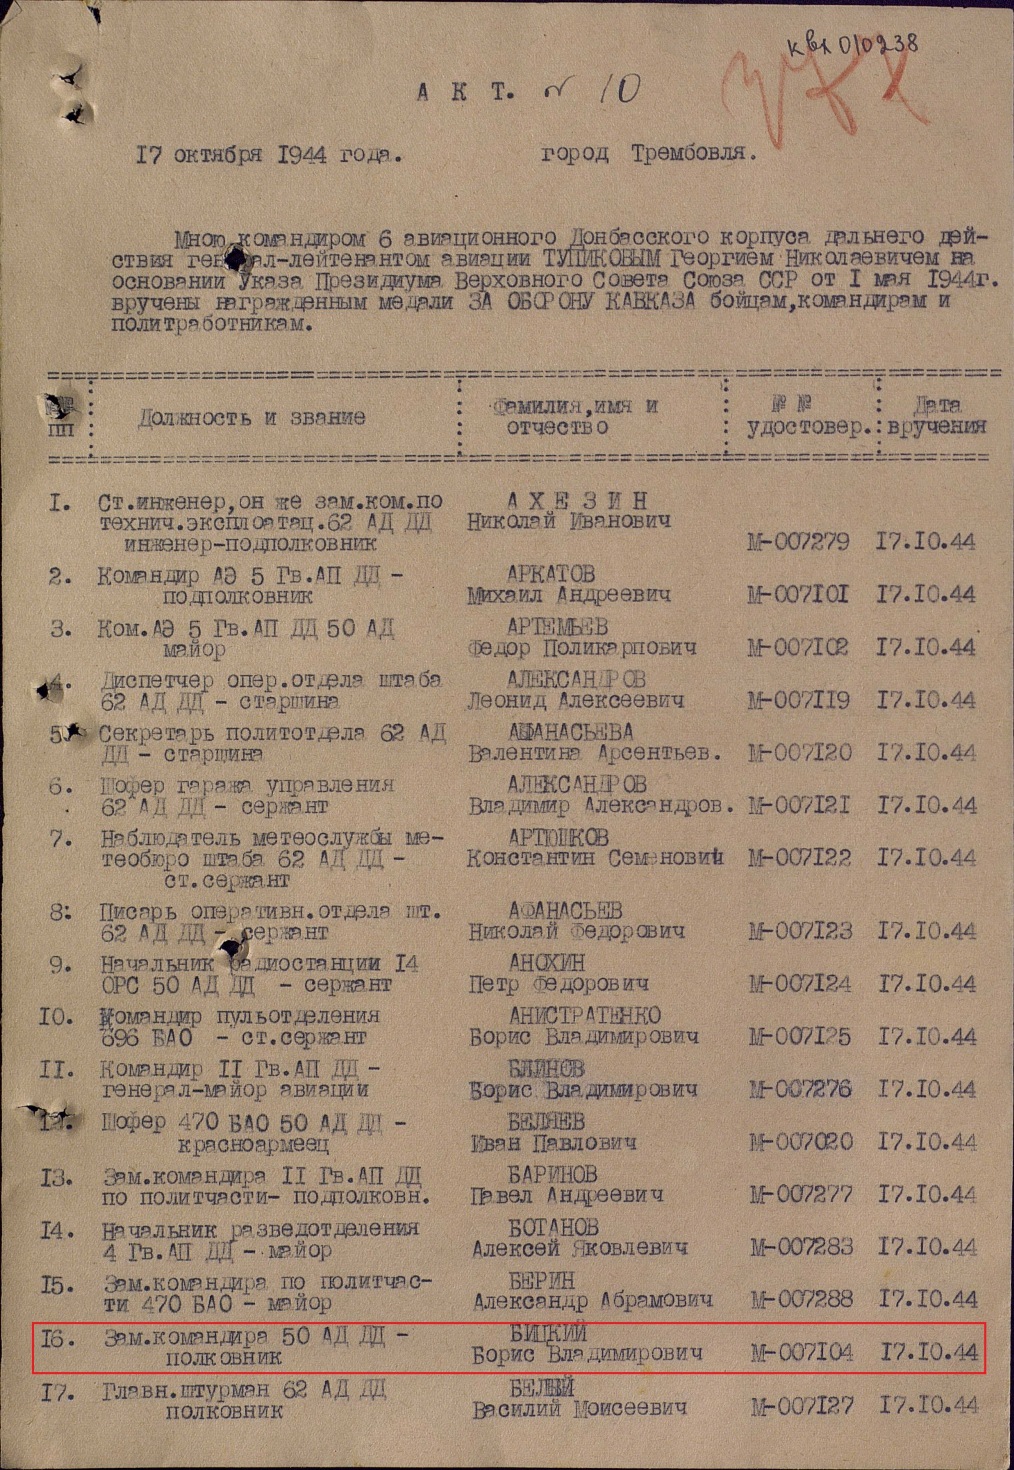 квх 010238
А К Т. № 10
17 октября 1944 года. город Трембовля.
Мною командиром 6 авиационного Донбасского корпуса дальнего дей-
ствия генерал-лейтенантом авиации ТУПИКОВЫМ Георгием Николаевичем на
основании Указа Президиума Верховного Совета Союза ССР от I мая 1944г.
вручены награжденным медали ЗА ОБОРОНУ КАВКАЗА бойцам,командирам и
политработникам.
№№ Должность и звание Фамилия,имя и №№ Дата
пп отчество удостовер. вручения
I. Ст.инженер,он же зам.ком.по А Х Е З И Н
технич.эксплоатац.62 АД ДД Николай Иванович
инженер-подполковник М-007279 17.10.44
2. Командир АЭ 5 Гв.АП ДД - АРКАТОВ
подполковник Михаил Андреевич М-007101 17.10.44
3. Ком.АЭ 5 Гв.АП ДД 50 АД АРТЕМЬЕВ
майор Федор Поликарпович М-007102 17.10.44
4. Диспетчер опер.отдела штаба АЛЕКСАНДРОВ
62 АД ДД - старшина Леонид Алексеевич М-007119 17.10.44
5. Секретарь политотдела 62 АД АФАНАСЬЕВА
ДД - старшина Валентина Арсентьев. М-007120 17.10.44
6. Шофер гаража управления АЛЕКСАНДРОВ
62 АД ДД - сержант Владимир Александров. М-007121 17.10.44
7. Наблюдатель метеослужбы ме- АРТЮШКОВ
теобюро штаба 62 АД ДД - Константин Семенович М-007122 17.10.44
ст.сержант
8: Писарь оперативн.отдела шт. АФАНАСЬЕВ
62 АД ДД - сержант Николай Федорович М-007123 17.10.44
9. Начальник радиостанции 14 АНОХИН
ОРС 50 АД ДД - сержант Петр Федорович М-007124 17.10.44
10. Командир пульотделения АНИСТРАТЕНКО
696 БАО - ст.сержант Борис Владимирович М-007125 17.10.44
II. Командир II Гв.АП ДД - БЛИНОВ
генерал-майор авиации Борис Владимирович М-007276 17.10.44
12. Шофер 470 БАО 50 АД ДД - БЕЛЯЕВ
красноармеец Иван Павлович М-007020 17.10.44
13. Зам.командира II Гв.АП ДД БАРИНОВ
по политчасти- подполковн. Павел Андреевич М-007277 17.10.44
14. Начальник разведотделения БОТАНОВ
4 Гв.АП ДД - майор Алексей Яковлевич М-007283 17.10.44
15. Зам.командира по политчас- БЕРИН
ти 470 БАО - майор Александр Абрамович М-007288 17.10.44
16. Зам.командира 50 АД ДД - БИЦКИЙ
полковник Борис Владимирович М-007104 17.10.44
17. Главн.штурман 62 АД ДД БЕЛЫЙ
полковник Василий Моисеевич М-007127 17.10.44